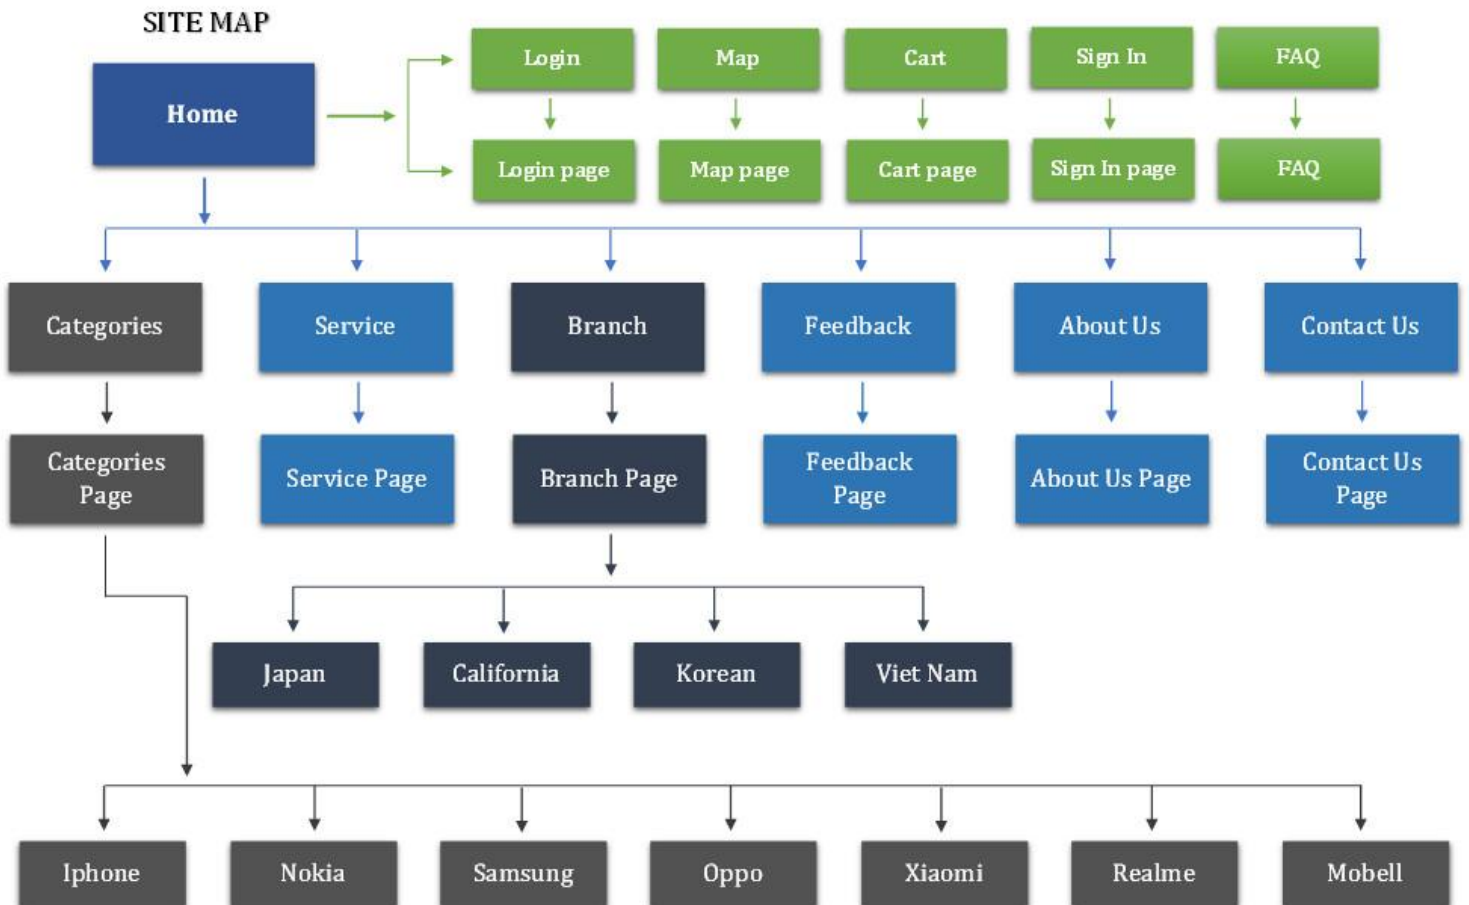 SITE MAP
Home
Login
Map
Cart
Sign In
FAQ
Login page
Map page
Cart page
Sign In page
FAQ
Categories
Service
Branch
Feedback
About Us
Contact Us
Categories
Page
Service Page
Branch Page
Feedback
Page
About Us Page
Contact Us
Page
Japan
California
Korean
Viet Nam
Iphone
Nokia
Samsung
Oppo
Xiaomi
Realme
Mobell